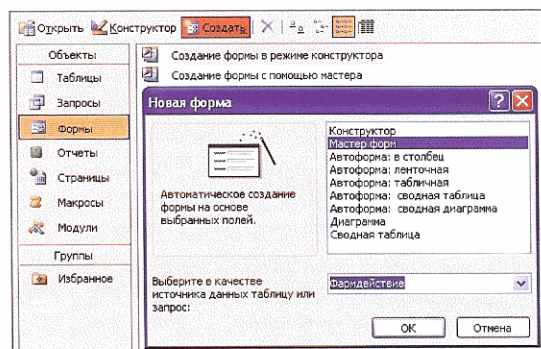 Открыть Конструктор Создать
Объекты
Таблицы
Запросы
Формы
Отчеты
Страницы
Макросы
Модули
Группы
Избранное
Создание формы в режиме конструктора
Создание формы с помощью мастера
Новая форма
Автоматическое создание
формы на основе
выбранных полей.
Конструктор
Мастер форм
Автоформа: в столбец
Автоформа: ленточная
Автоформа: табличная
Автоформа: сводная таблица
Автоформа: сводная диаграмма
Диаграмма
Сводная таблица
Выберите в качестве
источника данных таблицу или
запрос:
Фармдействие
ОК Отмена